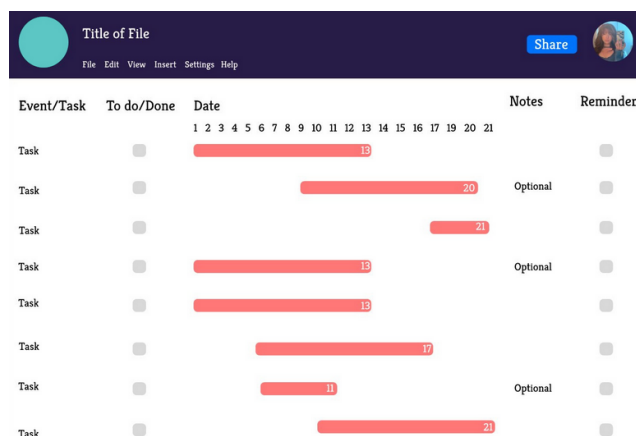 Title of File
Share
File Edit View Insert Settings Help
Event/Task To do/Done Date Notes Reminder
1 2 3 4 5 6 7 8 9 10 11 12 13 14 15 16 17 19 20 21
Task 13
Task 20 Optional
Task 21
Task 13 Optional
Task 13
Task 17
Task 11 Optional
Task 21